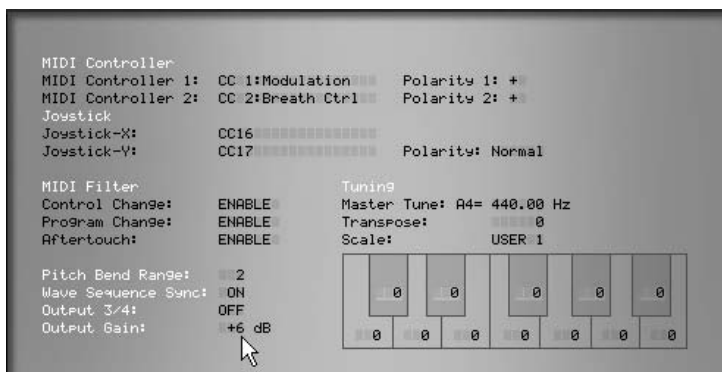 MIDI Controller
MIDI Controller 1: CC 1:Modulation Polarity 1: +
MIDI Controller 2: CC 2:Breath Ctrl Polarity 2: +
Joystick
Joystick-X: CC16
Joystick-Y: CC17 Polarity: Normal
MIDI Filter Tuning
Control Change: ENABLE Master Tune: A4= 440.00 Hz
Program Change: ENABLE Transpose: 0
Aftertouch: ENABLE Scale: USER 1
Pitch Bend Range: 2
Wave Sequence Sync: ON 0 0 0 0 0
Output 3/4: OFF
Output Gain: +6 dB 0 0 0 0 0 0 0